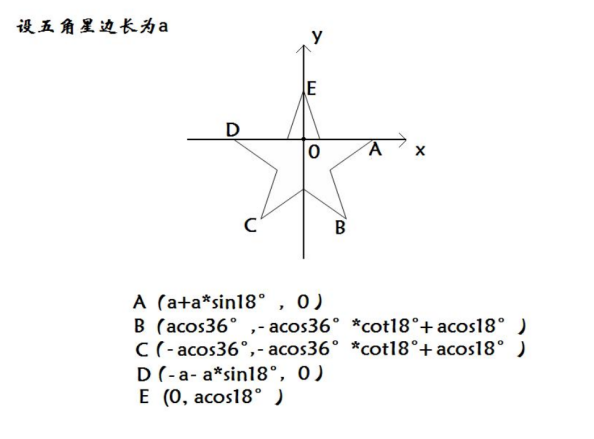 设五角星边长为a
y
E
D
O
A
x
C
B
A（a+a*sin18°，0）
B（acos36°,-acos36°*cot18°+acos18°）
C（-acos36°,-acos36°*cot18°+acos18°）
D（-a-a*sin18°，0）
E (0, acos18°）